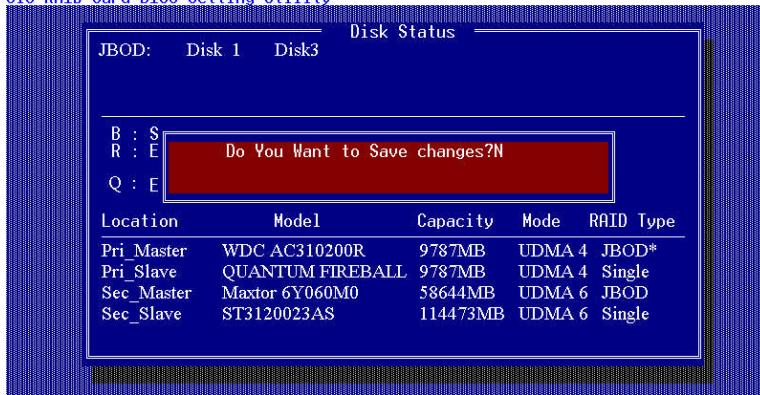 Disk Status
JBOD: Disk 1 Disk3
B : S
R : E
Do You Want to Save changes?N
Q : E
Location Model Capacity Mode RAID Type
Pri_Master WDC AC310200R 9787MB UDMA 4 JBOD*
Pri_Slave QUANTUM FIREBALL 9787MB UDMA 4 Single
Sec_Master Maxtor 6Y060M0 58644MB UDMA 6 JBOD
Sec_Slave ST3120023AS 114473MB UDMA 6 Single